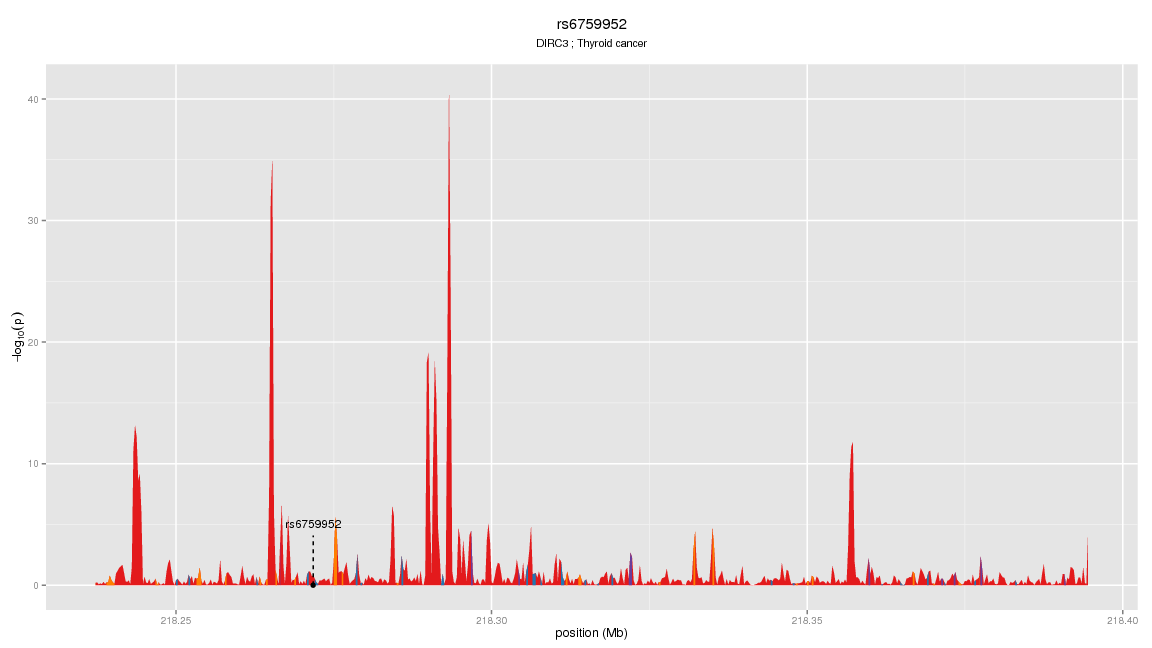 rs6759952
DIRC3 ; Thyroid cancer
40
30
20
10
0
−log10(p)
rs6759952
218.25
218.30
218.35
218.40
position (Mb)